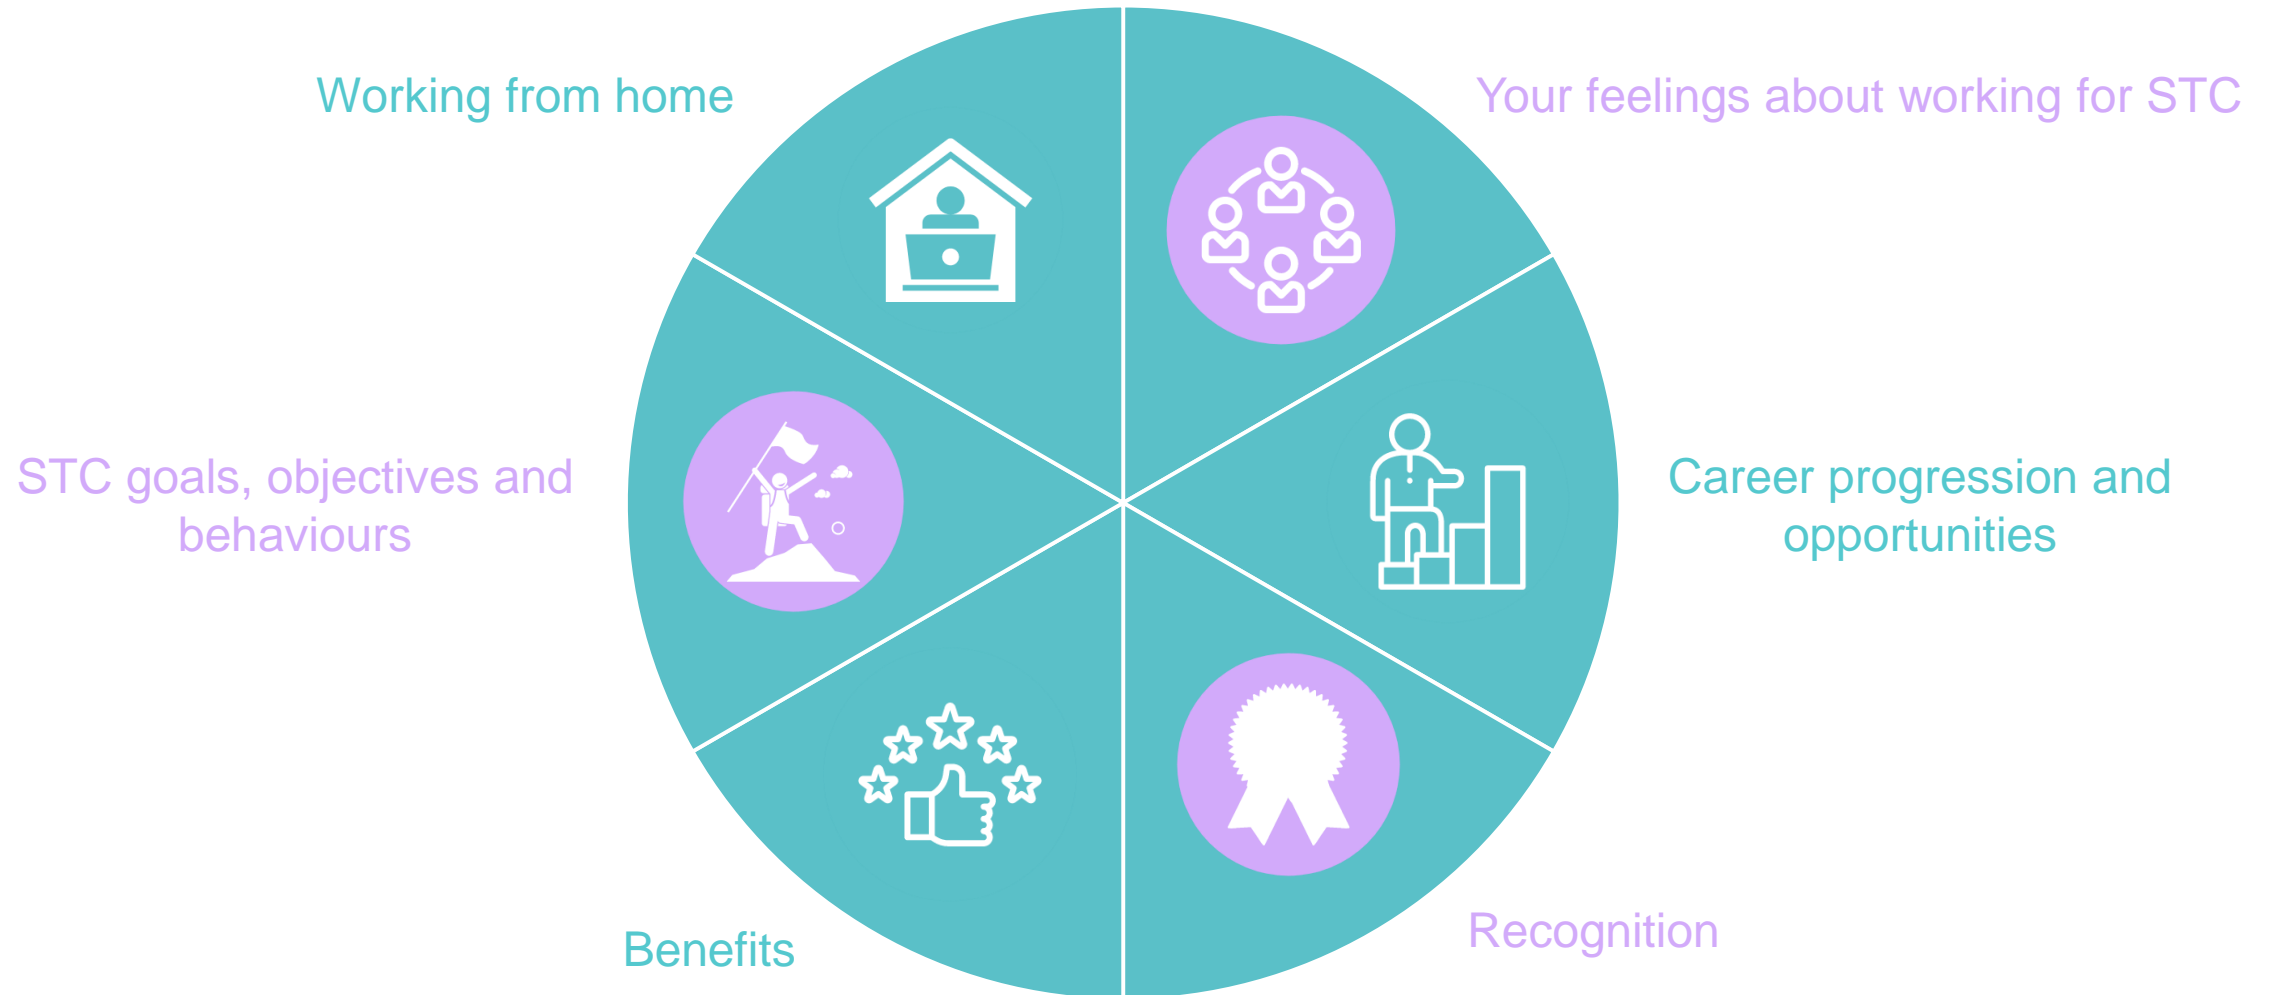 Working from home
Your feelings about working for STC
STC goals, objectives and
behaviours
Career progression and
opportunities
Benefits
Recognition